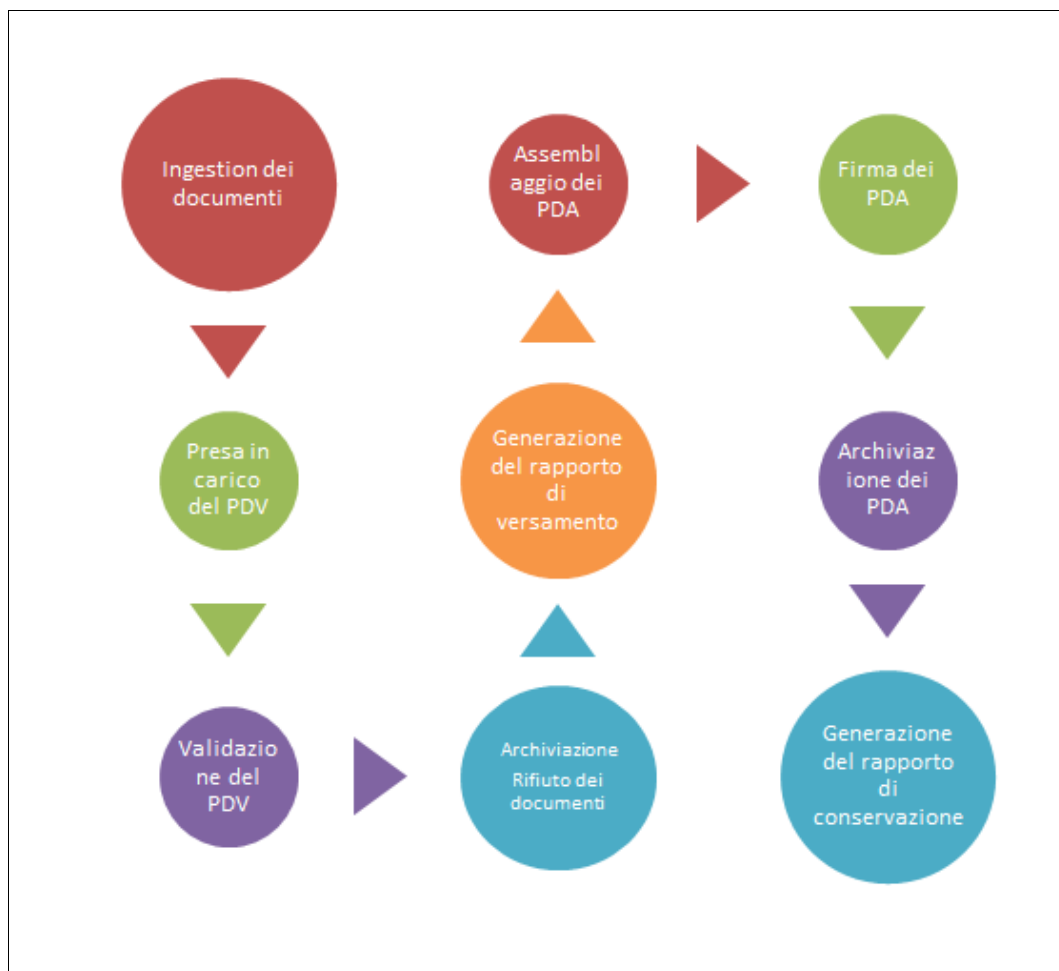 Ingestion dei
documenti
Presa in
carico
del PDV
Validazio
ne del
PDV
Archiviazione
Rifiuto dei
documenti
Generazione
del rapporto
di
versamento
Assembl
aggio dei
PDA
Firma dei
PDA
Archiviaz
ione dei
PDA
Generazione
del rapporto
di
conservazione